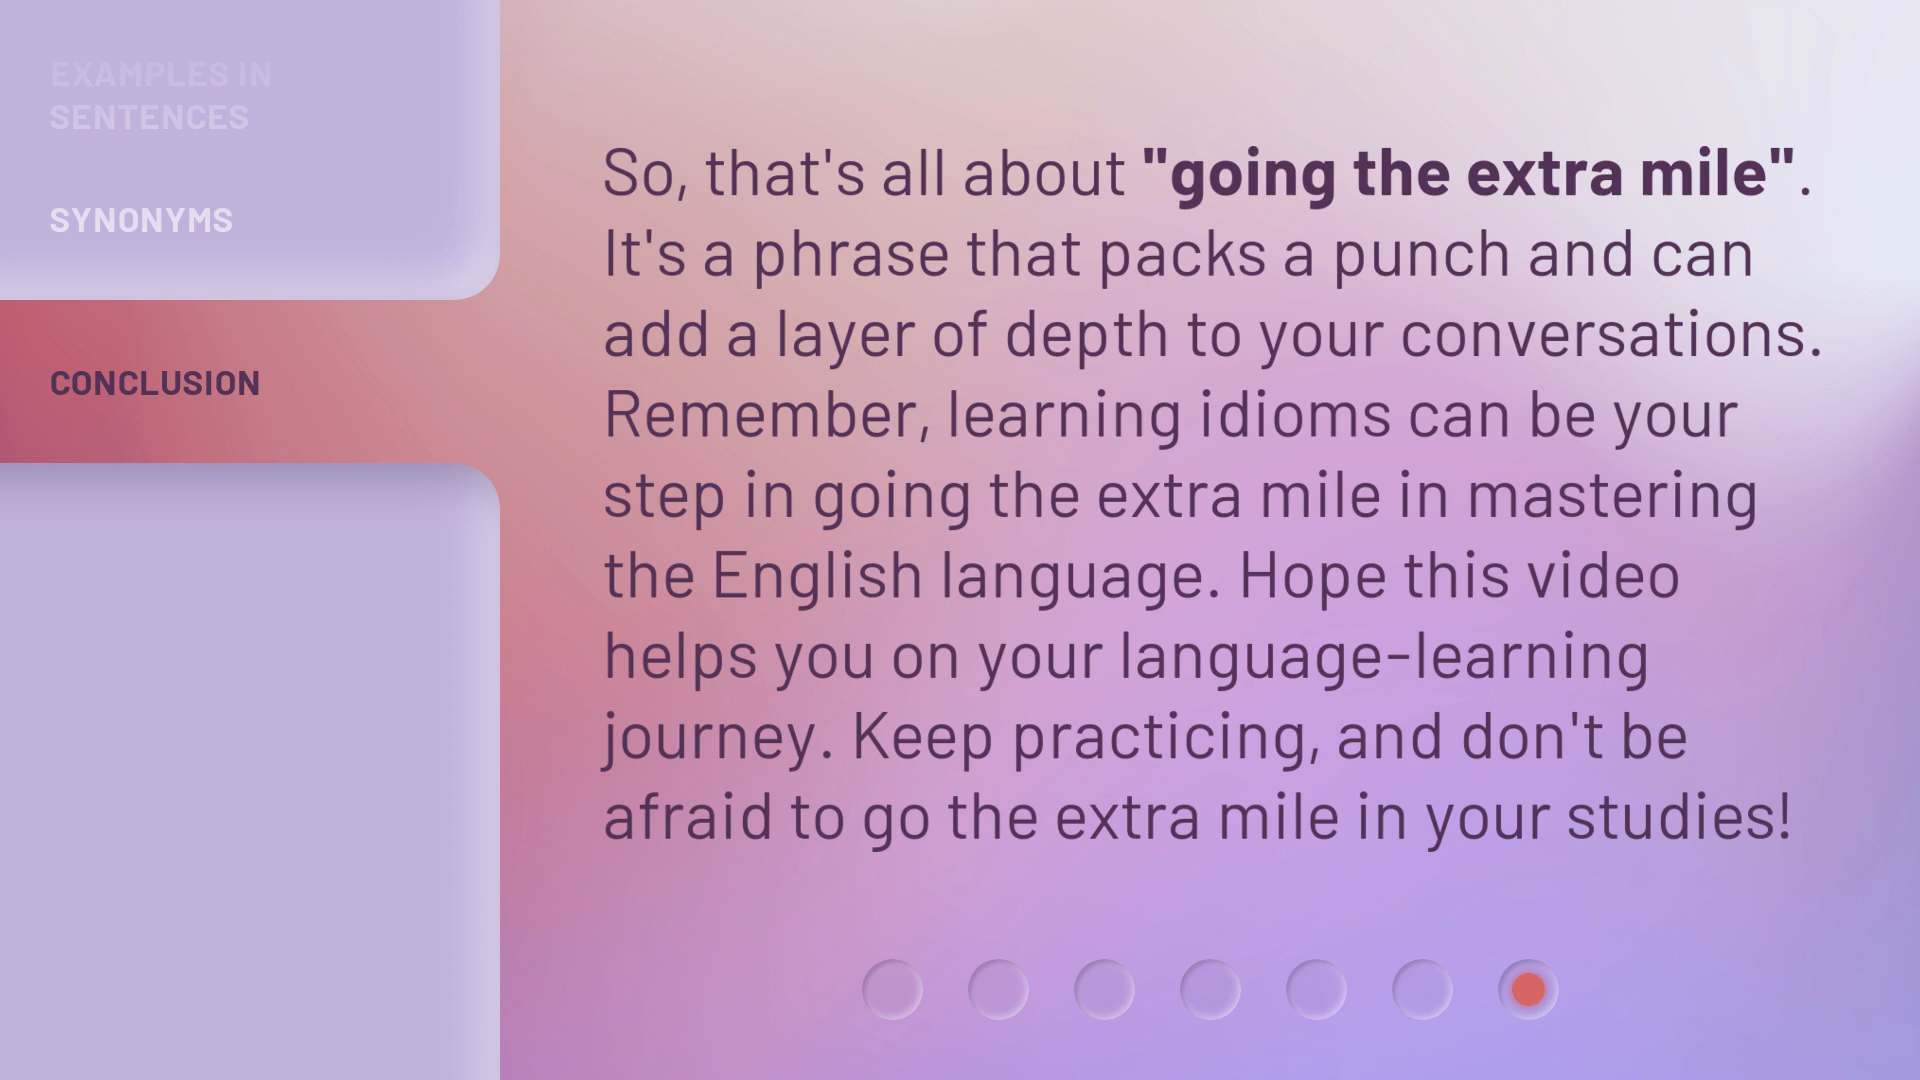 EXAMPLES IN
SENTENCES
SYNONYMS
CONCLUSION
So, that's all about "going the extra mile".
It's a phrase that packs a punch and can
add a layer of depth to your conversations.
Remember, learning idioms can be your
step in going the extra mile in mastering
the English language. Hope this video
helps you on your language-learning
journey. Keep practicing, and don't be
afraid to go the extra mile in your studies!